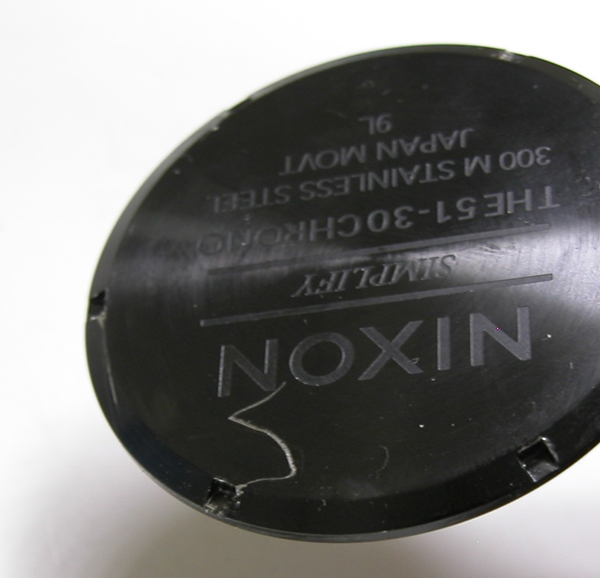 NIXON
SIMPLIFY
THE 51-30 CHRONO
300 M STAINLESS STEEL
JAPAN MOVT
9L